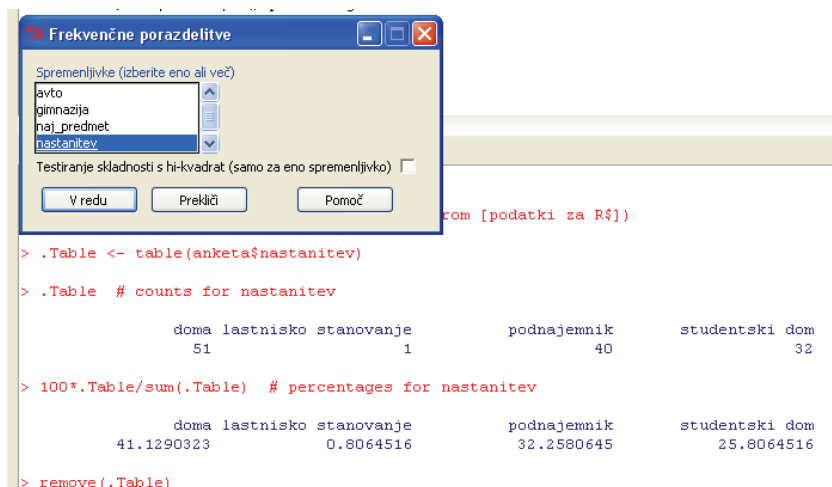 Frekvenčne porazdelitve
Spremenljivke (izberite eno ali več)
avto
gimnazija
naj_predmet
nastanitev
Testiranje skladnosti s hi-kvadrat (samo za eno spremenljivko)
V redu Prekliči Pomoč
rom [podatki za R$])
> .Table <- table(anketa$nastanitev)
> .Table # counts for nastanitev
doma lastnisko stanovanje podnajemnik studentski dom
51 1 40 32
> 100*.Table/sum(.Table) # percentages for nastanitev
doma lastnisko stanovanje podnajemnik studentski dom
41.1290323 0.8064516 32.2580645 25.8064516
> remove(.Table)